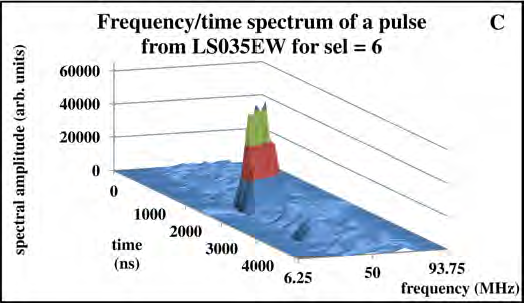 Frequency/time spectrum of a pulse
from LS035EW for sel = 6
C
spectral amplitude (arb. units)
60000
40000
20000
0
0
1000
2000
3000
4000
time
(ns)
6.25
50
93.75
frequency (MHz)